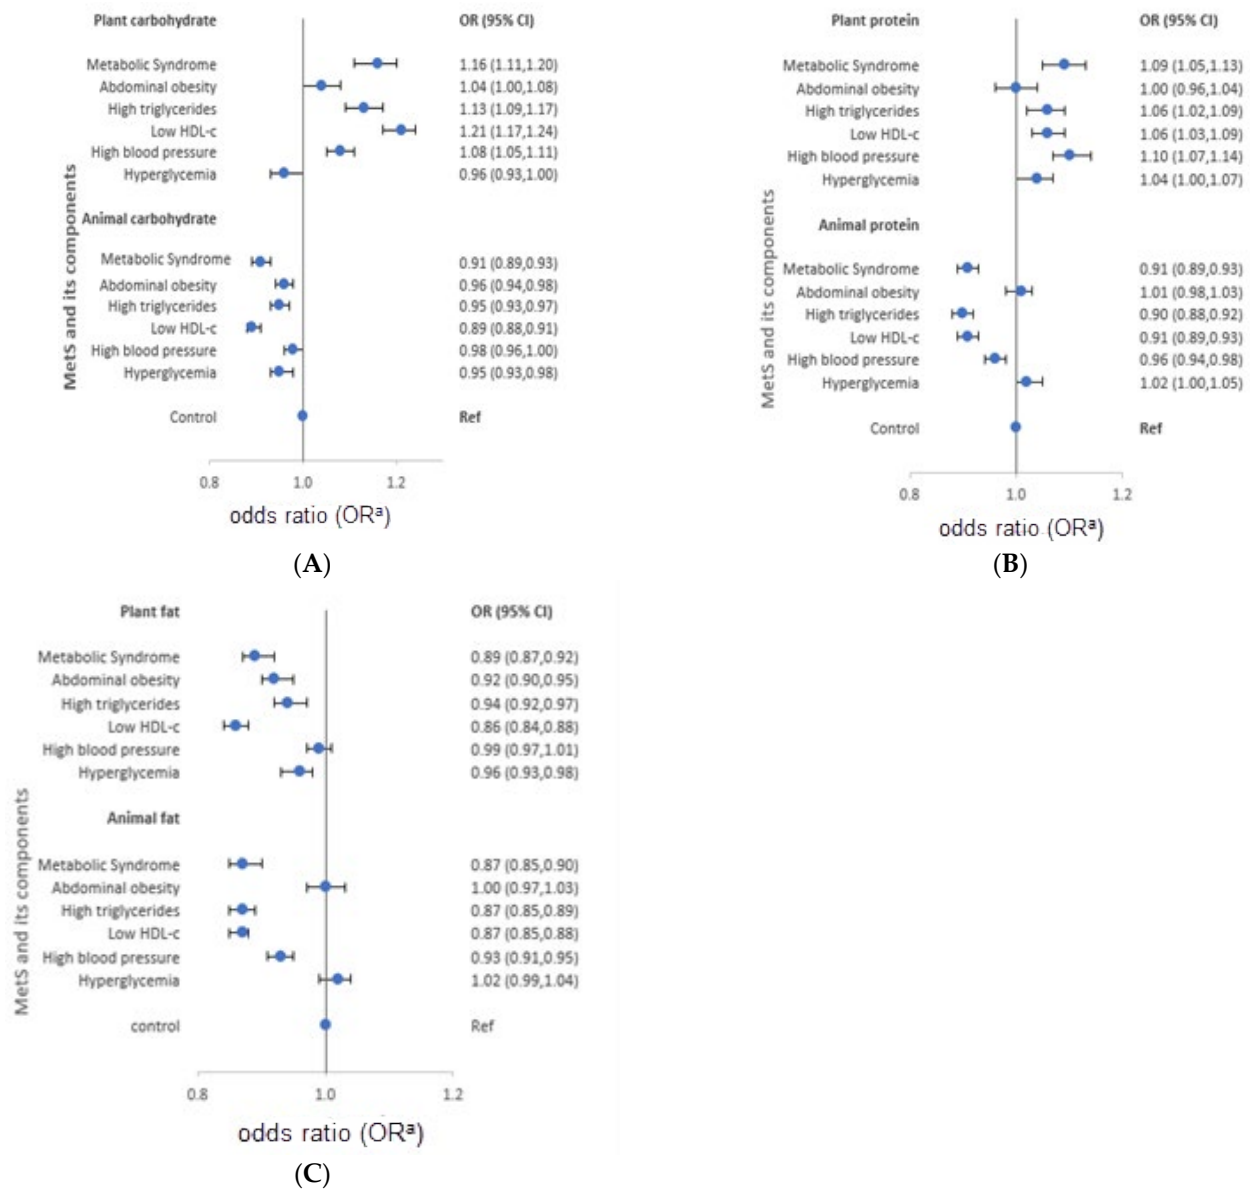 Plant carbohydrate OR (95% CI)
Metabolic Syndrome 1.16 (1.11,1.20)
Abdominal obesity 1.04 (1.00,1.08)
High triglycerides 1.13 (1.09,1.17)
Low HDL-c 1.21 (1.17,1.24)
High blood pressure 1.08 (1.05,1.11)
Hyperglycemia 0.96 (0.93,1.00)
Animal carbohydrate
Metabolic Syndrome 0.91 (0.89,0.93)
Abdominal obesity 0.96 (0.94,0.98)
High triglycerides 0.95 (0.93,0.97)
Low HDL-c 0.89 (0.88,0.91)
High blood pressure 0.98 (0.96,1.00)
Hyperglycemia 0.95 (0.93,0.98)
Control Ref
MetS and its components
0.8 1.0 1.2
odds ratio (ORᵃ)
(A)
Plant protein OR (95% CI)
Metabolic Syndrome 1.09 (1.05,1.13)
Abdominal obesity 1.00 (0.96,1.04)
High triglycerides 1.06 (1.02,1.09)
Low HDL-c 1.06 (1.03,1.09)
High blood pressure 1.10 (1.07,1.14)
Hyperglycemia 1.04 (1.00,1.07)
Animal protein
Metabolic Syndrome 0.91 (0.89,0.93)
Abdominal obesity 1.01 (0.98,1.03)
High triglycerides 0.90 (0.88,0.92)
Low HDL-c 0.91 (0.89,0.93)
High blood pressure 0.96 (0.94,0.98)
Hyperglycemia 1.02 (1.00,1.05)
Control Ref
MetS and its components
0.8 1.0 1.2
odds ratio (ORᵃ)
(B)
Plant fat OR (95% CI)
Metabolic Syndrome 0.89 (0.87,0.92)
Abdominal obesity 0.92 (0.90,0.95)
High triglycerides 0.94 (0.92,0.97)
Low HDL-c 0.86 (0.84,0.88)
High blood pressure 0.99 (0.97,1.01)
Hyperglycemia 0.96 (0.93,0.98)
Animal fat
Metabolic Syndrome 0.87 (0.85,0.90)
Abdominal obesity 1.00 (0.97,1.03)
High triglycerides 0.87 (0.85,0.89)
Low HDL-c 0.87 (0.85,0.88)
High blood pressure 0.93 (0.91,0.95)
Hyperglycemia 1.02 (0.99,1.04)
control Ref
MetS and its components
0.8 1.0 1.2
odds ratio (ORᵃ)
(C)